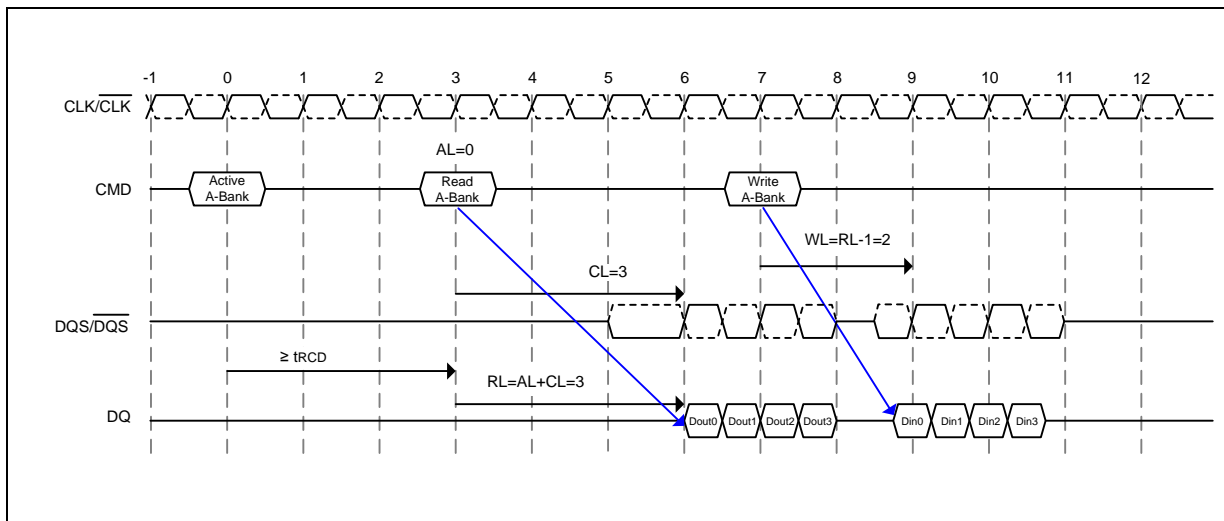 -1 0 1 2 3 4 5 6 7 8 9 10 11 12
CLK/CLK
AL=0
CMD
Active
A-Bank
Read
A-Bank
Write
A-Bank
WL=RL-1=2
CL=3
DQS/DQS
≥ tRCD
RL=AL+CL=3
DQ
Dout0 Dout1 Dout2 Dout3 Din0 Din1 Din2 Din3